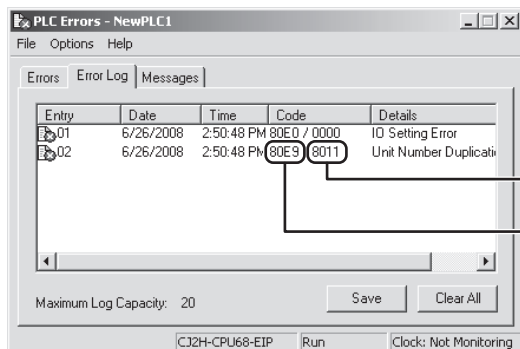 PLC Errors - NewPLC1
File Options Help
Errors Error Log Messages
Entry Date Time Code Details
01 6/26/2008 2:50:48 PM 80E0 / 0000 IO Setting Error
02 6/26/2008 2:50:48 PM 80E9 8011 Unit Number Duplicati
Maximum Log Capacity: 20 Save Clear All
CJ2H-CPU68-EIP Run Clock: Not Monitoring